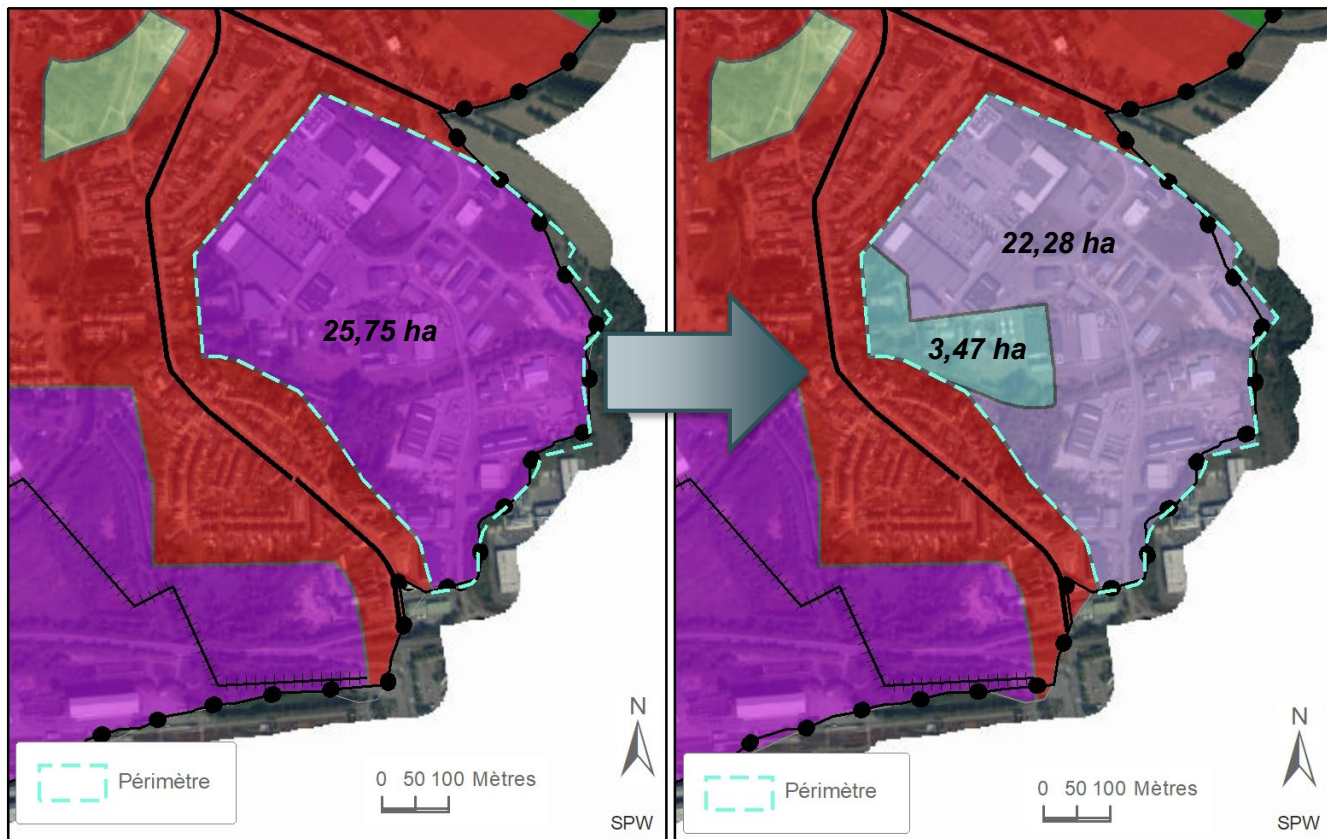 25,75 ha
Périmètre
0 50 100 Mètres
N
SPW
22,28 ha
3,47 ha
Périmètre
0 50 100 Mètres
N
SPW